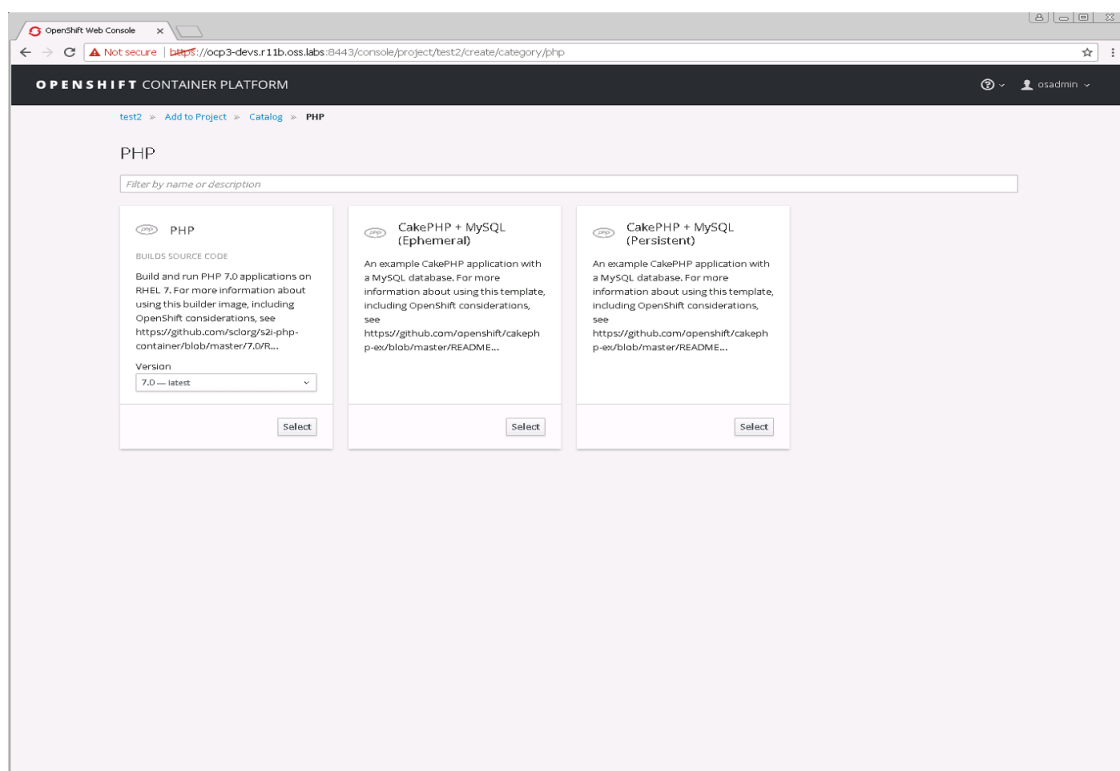 OpenShift Web Console
Not secure | https://ocp3-devs.r11b.oss.labs:8443/console/project/test2/create/category/php
OPENSHIFT CONTAINER PLATFORM
osadmin
test2 » Add to Project » Catalog » PHP
PHP
Filter by name or description
php PHP
BUILDS SOURCE CODE
Build and run PHP 7.0 applications on
RHEL 7. For more information about
using this builder image, including
OpenShift considerations, see
https://github.com/sclorg/s2i-php-
container/blob/master/7.0/R...
Version
7.0 — latest
Select
php CakePHP + MySQL
(Ephemeral)
An example CakePHP application with
a MySQL database. For more
information about using this template,
including OpenShift considerations,
see
https://github.com/openshift/cakeph
p-ex/blob/master/README...
Select
php CakePHP + MySQL
(Persistent)
An example CakePHP application with
a MySQL database. For more
information about using this template,
including OpenShift considerations,
see
https://github.com/openshift/cakeph
p-ex/blob/master/README...
Select